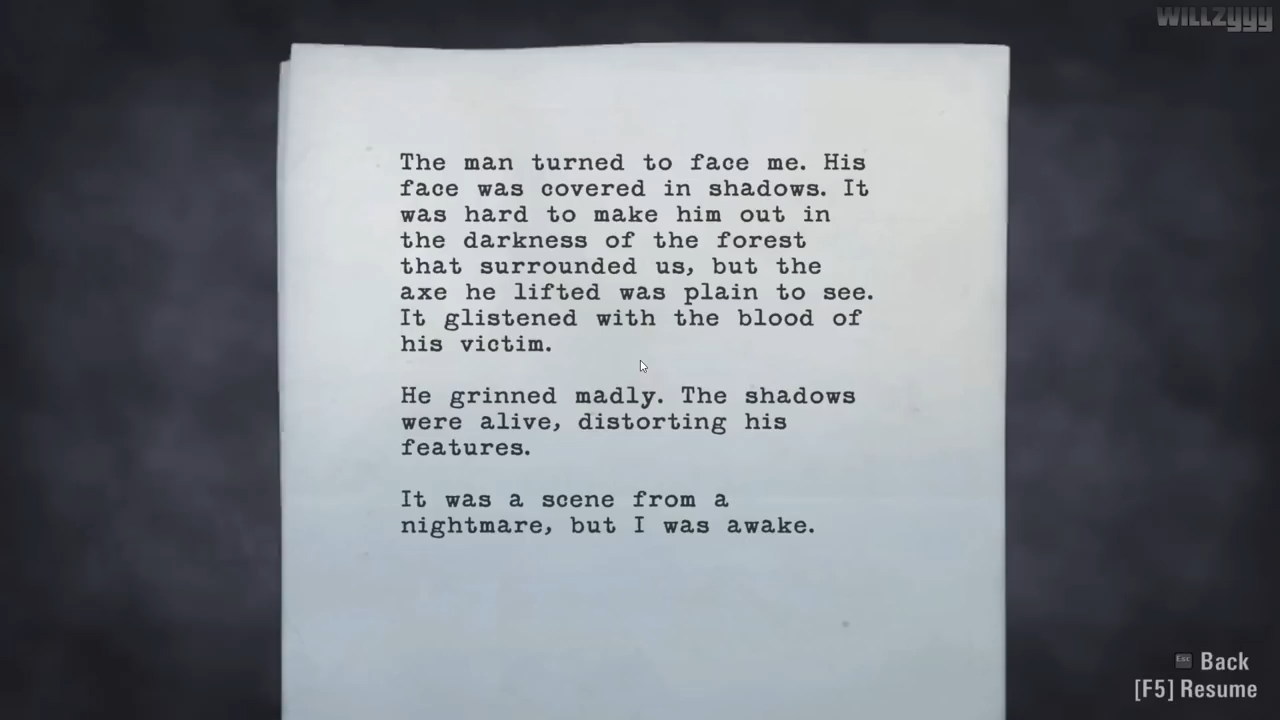 WILLZYYY
The man turned to face me. His
face was covered in shadows. It
was hard to make him out in
the darkness of the forest
that surrounded us, but the
axe he lifted was plain to see.
It glistened with the blood of
his victim.
He grinned madly. The shadows
were alive, distorting his
features.
It was a scene from a
nightmare, but I was awake.
Esc Back
[F5] Resume